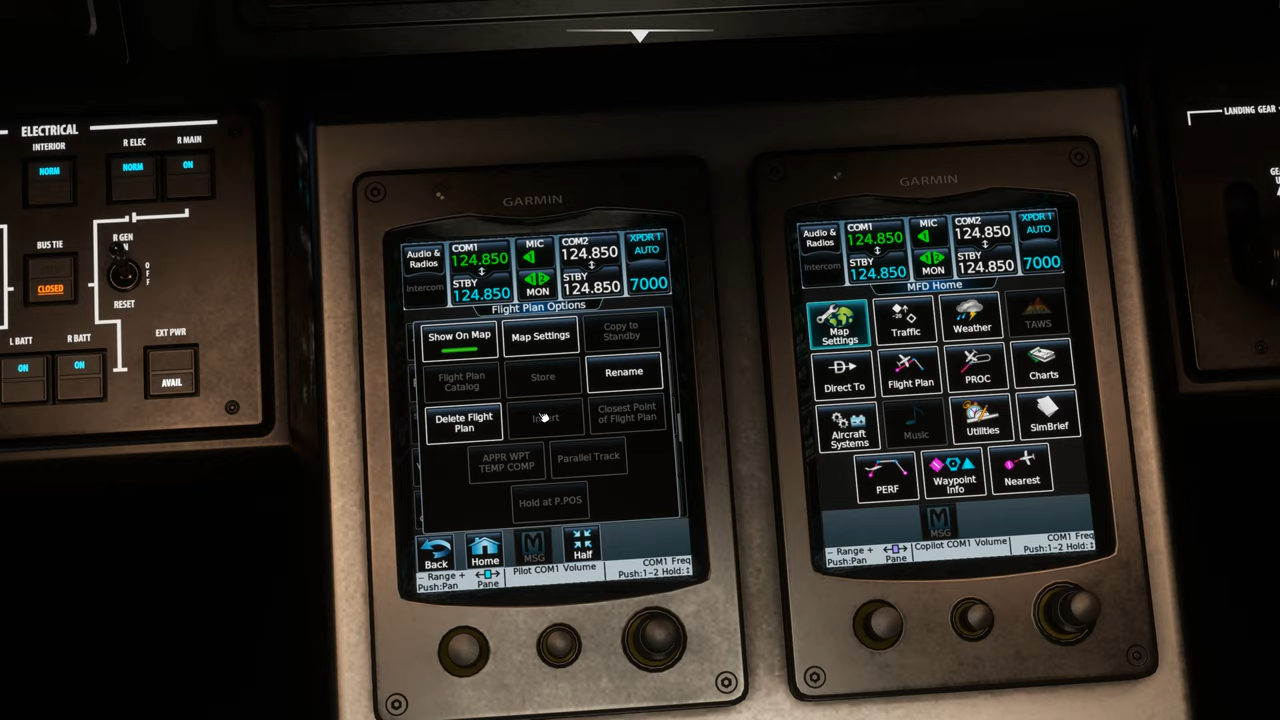 ELECTRICAL
INTERIOR
NORM
R ELEC
NORM
R MAIN
ON
BUS TIE
CLOSED
R GEN
OFF
RESET
L BATT
ON
R BATT
ON
EXT PWR
AVAIL
GARMIN
Audio & Radios
Intercom
COM1
124.850
STBY
124.850
MIC
MON
COM2
124.850
STBY
124.850
XPDR 1
AUTO
7000
Flight Plan Options
Show On Map
Map Settings
Copy to Standby
Flight Plan Catalog
Store
Rename
Delete Flight Plan
Closest Point of Flight Plan
APPR WPT TEMP COMP
Parallel Track
Hold at P.POS
Back
Home
MSG
Half
– Range +
Push:Pan
Pane
Pilot COM1 Volume
COM1 Freq
Push:1–2 Hold:↕
GARMIN
Audio & Radios
Intercom
COM1
124.850
STBY
124.850
MIC
MON
COM2
124.850
STBY
124.850
XPDR 1
AUTO
7000
MFD Home
Map Settings
Traffic
Weather
TAWS
Direct To
Flight Plan
PROC
Charts
Aircraft Systems
Music
Utilities
SimBrief
PERF
Waypoint Info
Nearest
MSG
– Range +
Push:Pan
Pane
Copilot COM1 Volume
COM1 Freq
Push:1–2 Hold:↕
LANDING GEAR